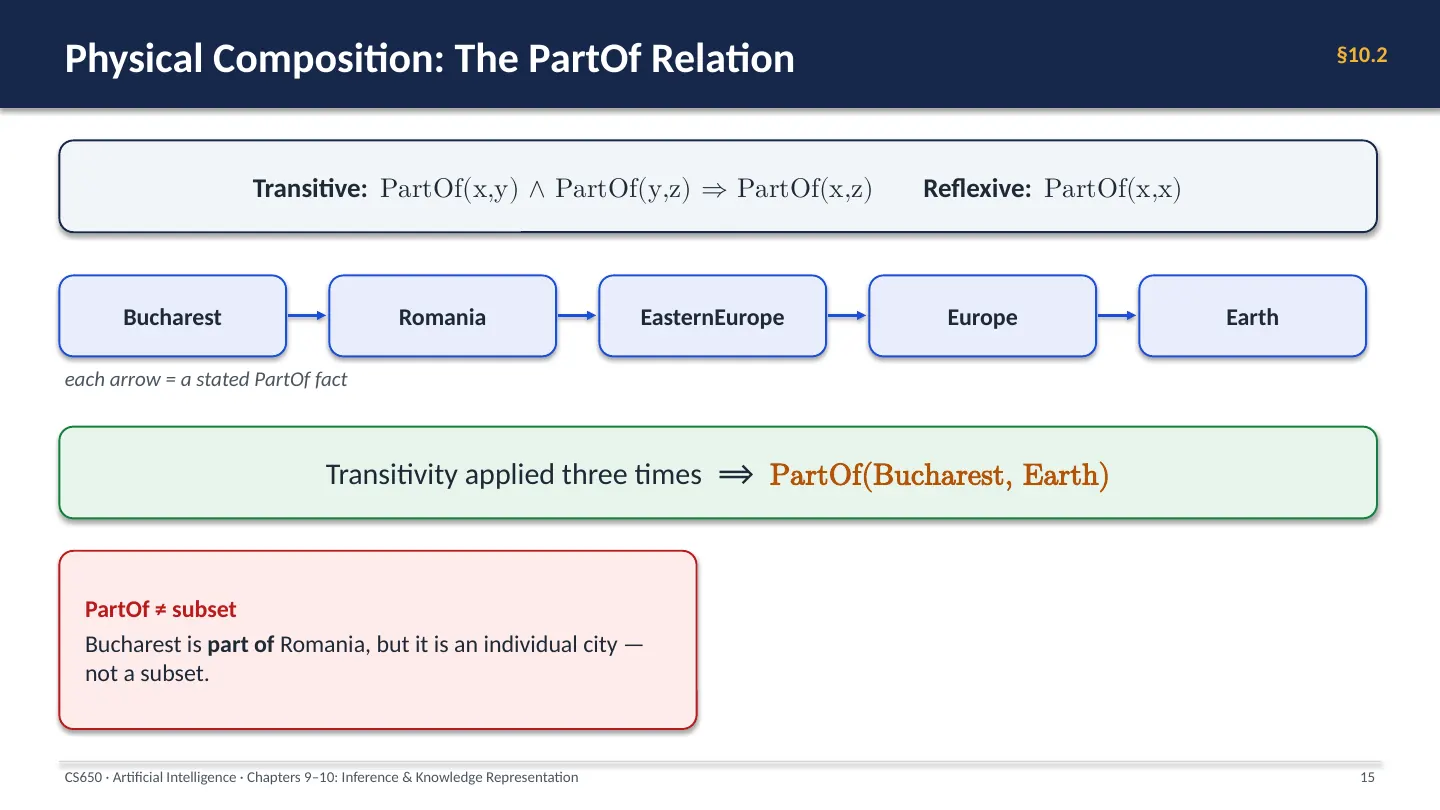 Physical Composition: The PartOf Relation
§10.2
Transitive: PartOf(x,y) ∧ PartOf(y,z) ⇒ PartOf(x,z) Reflexive: PartOf(x,x)
Bucharest
Romania
EasternEurope
Europe
Earth
each arrow = a stated PartOf fact
Transitivity applied three times ⟹ PartOf(Bucharest, Earth)
PartOf ≠ subset
Bucharest is part of Romania, but it is an individual city —
not a subset.
CS650 · Artificial Intelligence · Chapters 9–10: Inference & Knowledge Representation
15